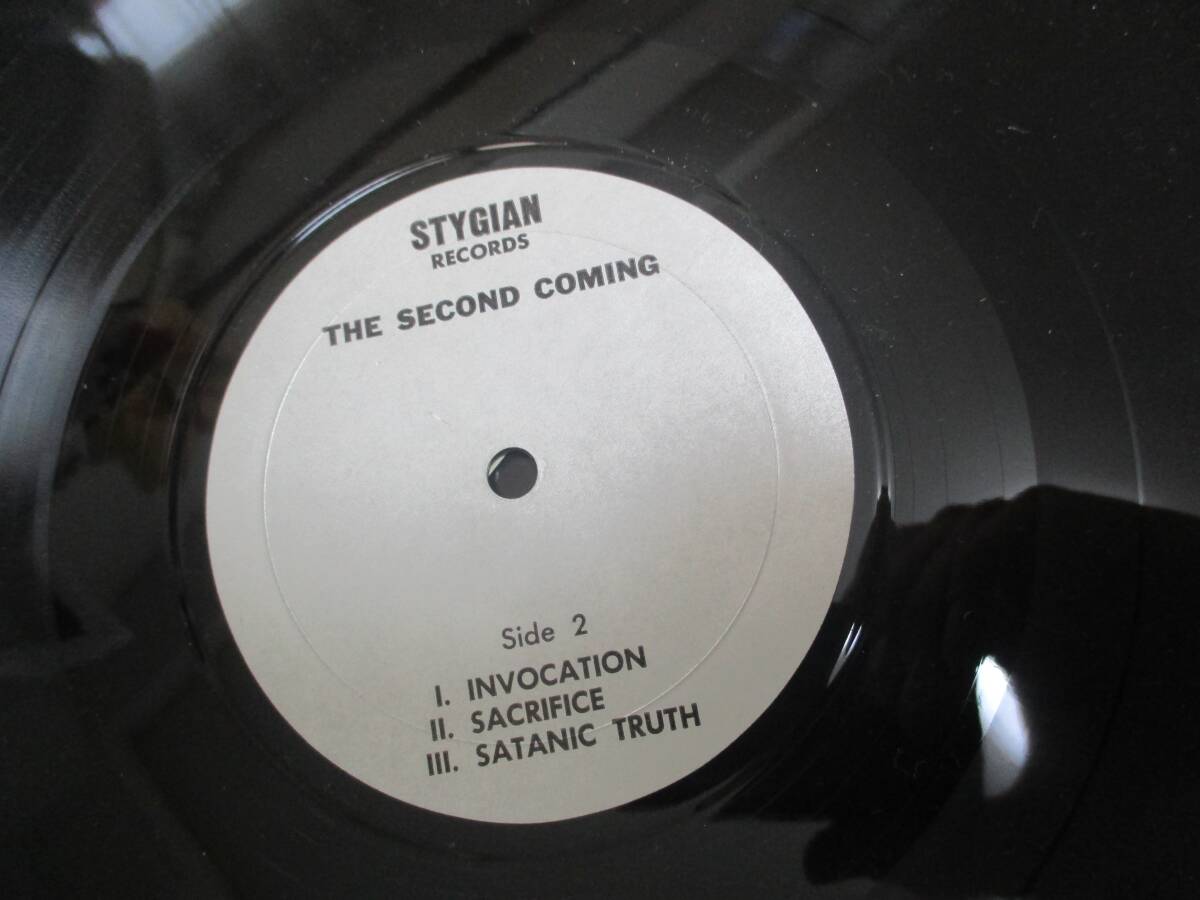 STYGIAN
RECORDS
THE SECOND COMING
Side 2
I. INVOCATION
II. SACRIFICE
III. SATANIC TRUTH